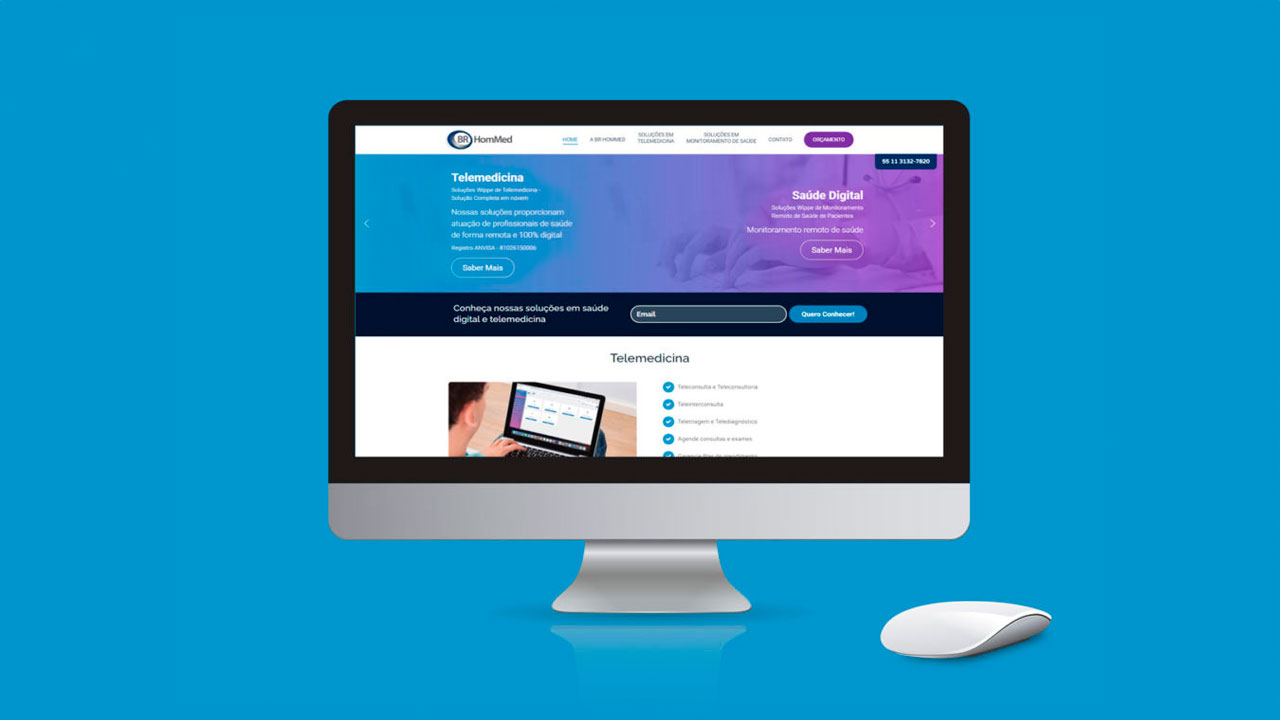 BR HomMed
HOME
A BR HOMMED
SOLUÇÕES EM
TELEMEDICINA
SOLUÇÕES EM
MONITORAMENTO DE SAÚDE
CONTATO
ORÇAMENTO
55 11 3132-7820
Telemedicina
Soluções Wippe de Telemedicina -
Solução Completa em núvem
Nossas soluções proporcionam
atuação de profissionais de saúde
de forma remota e 100% digital
Registro ANVISA - 81026150006
Saber Mais
Saúde Digital
Soluções Wippe de Monitoramento
Remoto de Saúde de Pacientes
Monitoramento remoto de saúde
Saber Mais
Conheça nossas soluções em saúde
digital e telemedicina
Email
Quero Conhecer!
Telemedicina
Teleconsulta e Teleconsultoria
Teleinterconsulta
Teletriagem e Telediagnóstico
Agende consultas e exames